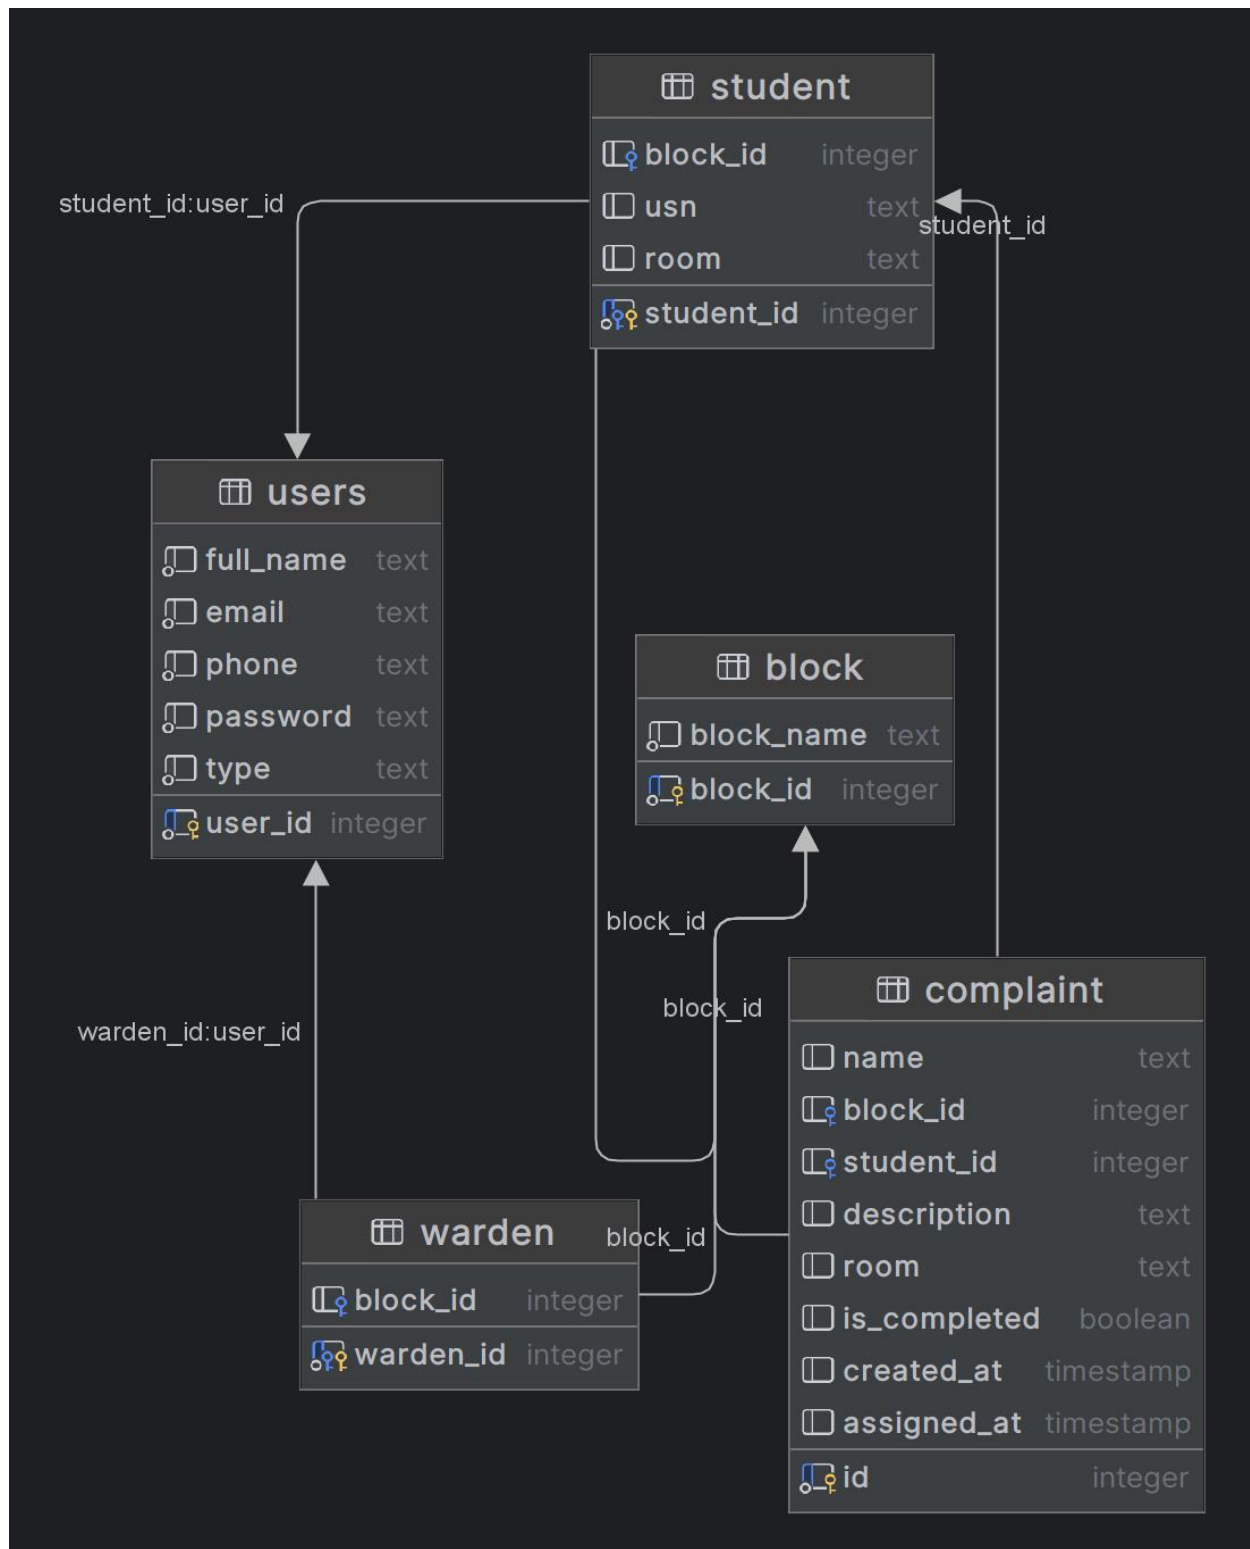 student
block_id integer
usn text
room text
student_id integer
student_id:user_id
student_id
users
full_name text
email text
phone text
password text
type text
user_id integer
block
block_name text
block_id integer
block_id
block_id
warden_id:user_id
complaint
name text
block_id integer
student_id integer
description text
room text
is_completed boolean
created_at timestamp
assigned_at timestamp
id integer
warden
block_id
block_id integer
warden_id integer